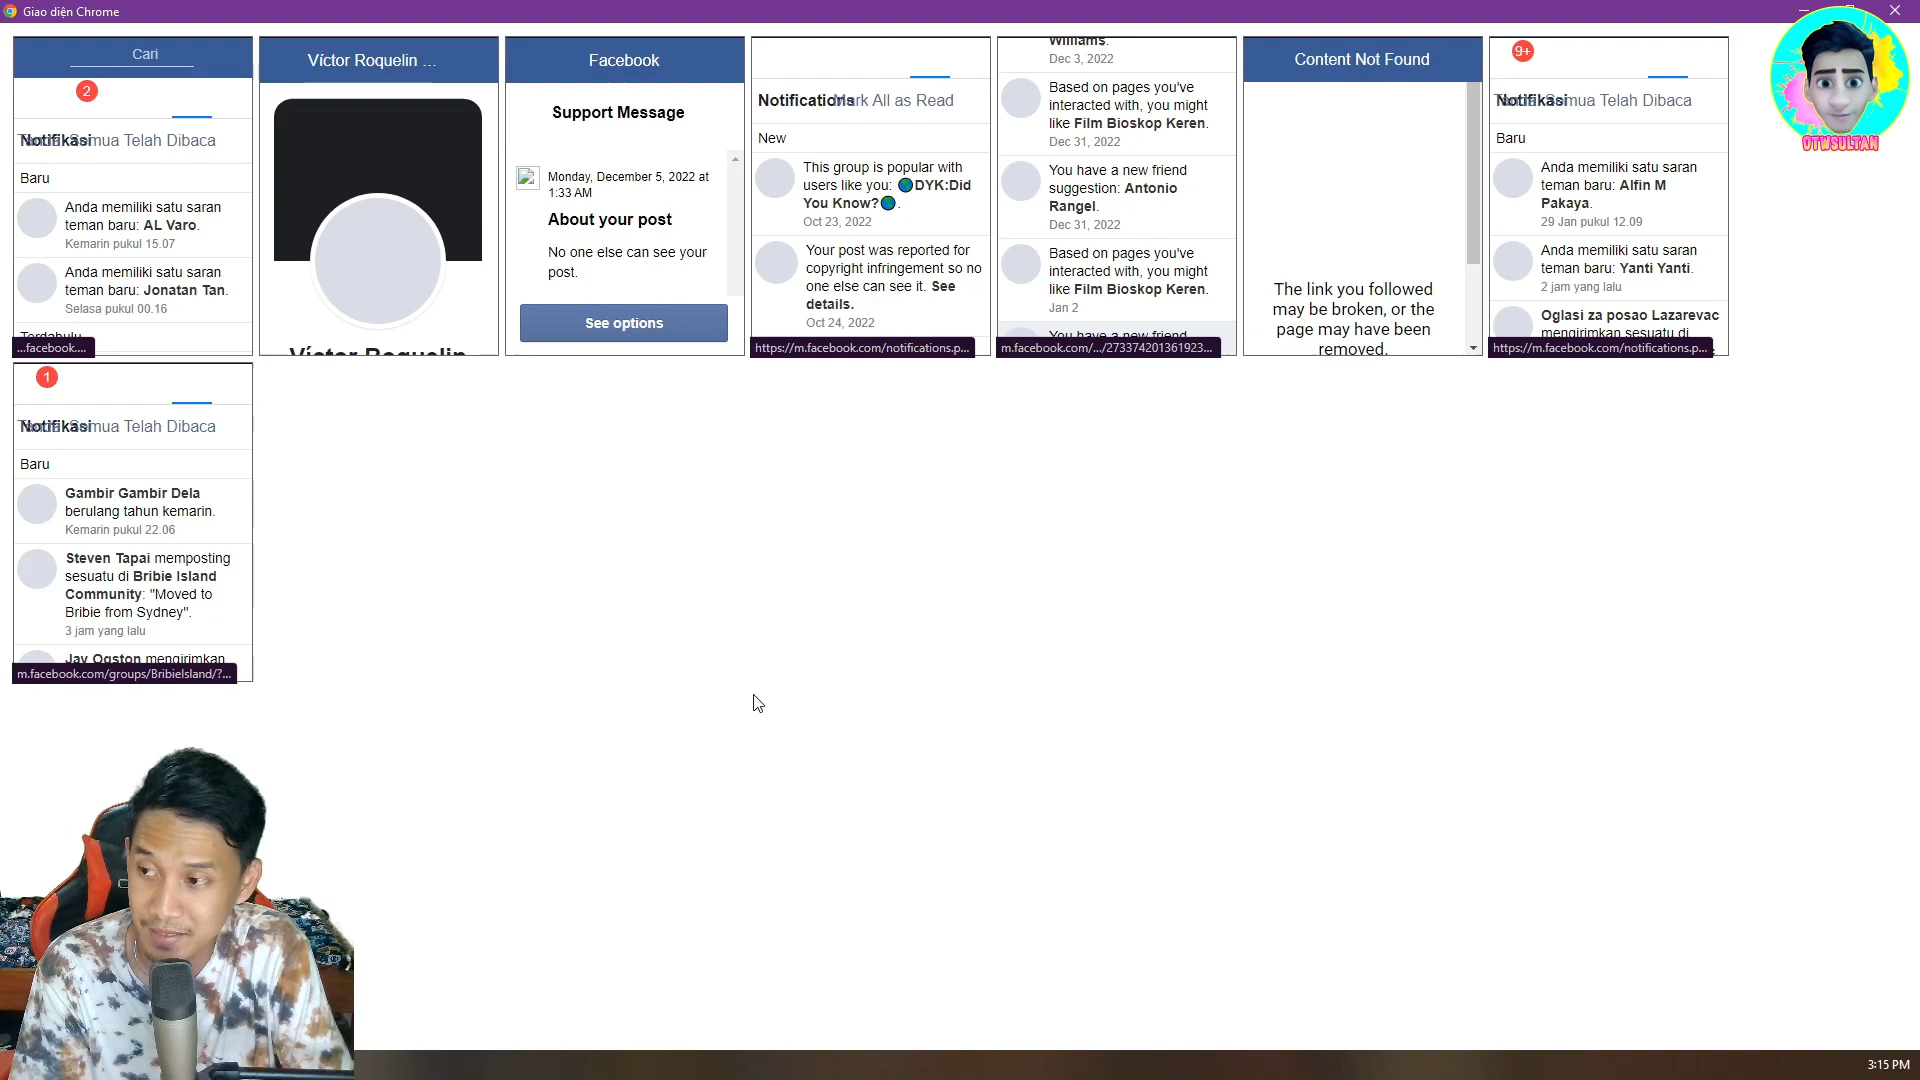 Giao diện Chrome
Cari
2
Notifikasi
Semua Telah Dibaca
Baru
Anda memiliki satu saran
teman baru: AL Varo.
Kemarin pukul 15.07
Anda memiliki satu saran
teman baru: Jonatan Tan.
Selasa pukul 00.16
...facebook....
Víctor Roquelin ...
Víctor Roquelin
Facebook
Support Message
Monday, December 5, 2022 at
1:33 AM
About your post
No one else can see your
post.
See options
Notifications
Mark All as Read
New
This group is popular with
users like you: 🌎DYK:Did
You Know?🌎.
Oct 23, 2022
Your post was reported for
copyright infringement so no
one else can see it. See
details.
Oct 24, 2022
https://m.facebook.com/notifications.p...
Williams.
Dec 3, 2022
Based on pages you've
interacted with, you might
like Film Bioskop Keren.
Dec 31, 2022
You have a new friend
suggestion: Antonio
Rangel.
Dec 31, 2022
Based on pages you've
interacted with, you might
like Film Bioskop Keren.
Jan 2
You have a new friend
m.facebook.com/.../273374201361923...
Content Not Found
The link you followed
may be broken, or the
page may have been
removed.
9+
Notifikasi
Semua Telah Dibaca
Baru
Anda memiliki satu saran
teman baru: Alfin M
Pakaya.
29 Jan pukul 12.09
Anda memiliki satu saran
teman baru: Yanti Yanti.
2 jam yang lalu
Oglasi za posao Lazarevac
mengirimkan sesuatu di
https://m.facebook.com/notifications.p...
OTWSULTAN
1
Notifikasi
Semua Telah Dibaca
Baru
Gambir Gambir Dela
berulang tahun kemarin.
Kemarin pukul 22.06
Steven Tapai memposting
sesuatu di Bribie Island
Community: "Moved to
Bribie from Sydney".
3 jam yang lalu
Jay Ogston mengirimkan
m.facebook.com/groups/BribieIsland/?...
3:15 PM